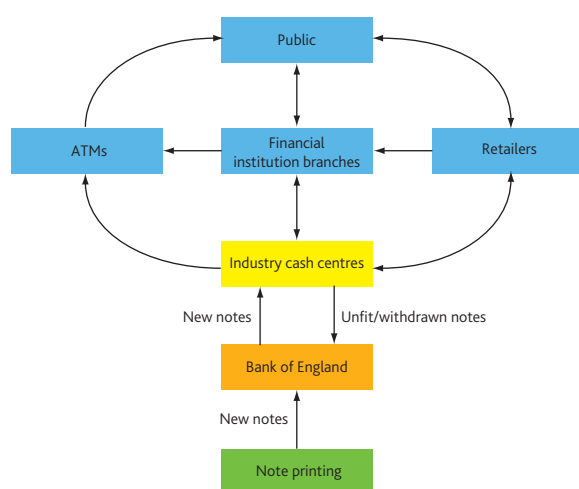 Public
ATMs
Financial
institution branches
Retailers
Industry cash centres
New notes
Unfit/withdrawn notes
Bank of England
New notes
Note printing